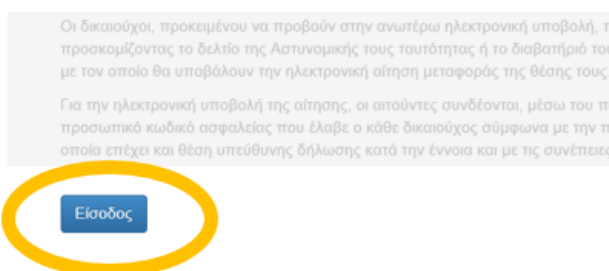 Οι δικαιούχοι, προκειμένου να προβούν στην ανωτέρω ηλεκτρονική υποβολή,
προσκομίζοντας το δελτίο της Αστυνομικής τους ταυτότητας ή το διαβατήριό
με τον οποίο θα υποβάλουν την ηλεκτρονική αίτηση μεταφοράς της θέσης τους.
Για την ηλεκτρονική υποβολή της αίτησης, οι αιτούντες συνδέονται, μέσω του
προσωπικό κωδικό ασφαλείας που έλαβε ο κάθε δικαιούχος σύμφωνα με την
οποία επέχει και θέση υπεύθυνης δήλωσης κατά την έννοια και με τις συνέπειες
Είσοδος